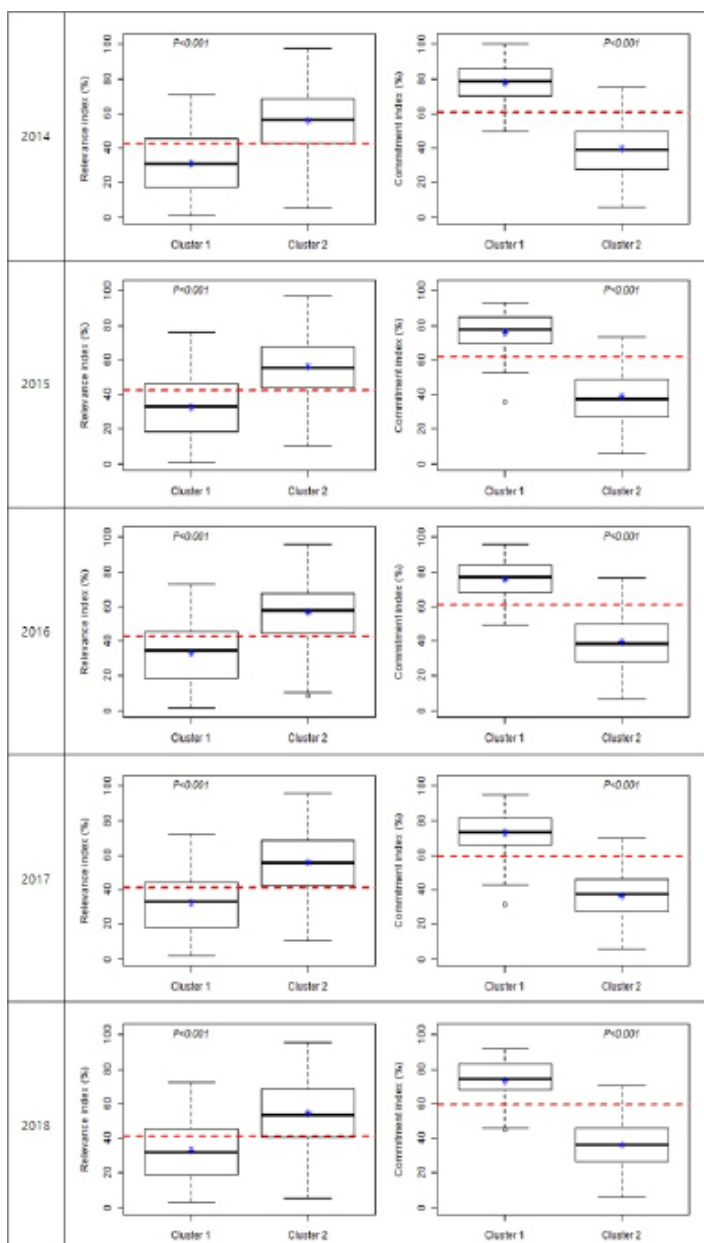 2014
Relevance index (%)
0 20 40 60 80 100
P<0.001
Cluster 1 Cluster 2
Commitment index (%)
0 20 40 60 80 100
P<0.001
Cluster 1 Cluster 2
2015
Relevance index (%)
0 20 40 60 80 100
P<0.001
Cluster 1 Cluster 2
Commitment index (%)
0 20 40 60 80 100
P<0.001
Cluster 1 Cluster 2
2016
Relevance index (%)
0 20 40 60 80 100
P<0.001
Cluster 1 Cluster 2
Commitment index (%)
0 20 40 60 80 100
P<0.001
Cluster 1 Cluster 2
2017
Relevance index (%)
0 20 40 60 80 100
P<0.001
Cluster 1 Cluster 2
Commitment index (%)
0 20 40 60 80 100
P<0.001
Cluster 1 Cluster 2
2018
Relevance index (%)
0 20 40 60 80 100
P<0.001
Cluster 1 Cluster 2
Commitment index (%)
0 20 40 60 80 100
P<0.001
Cluster 1 Cluster 2